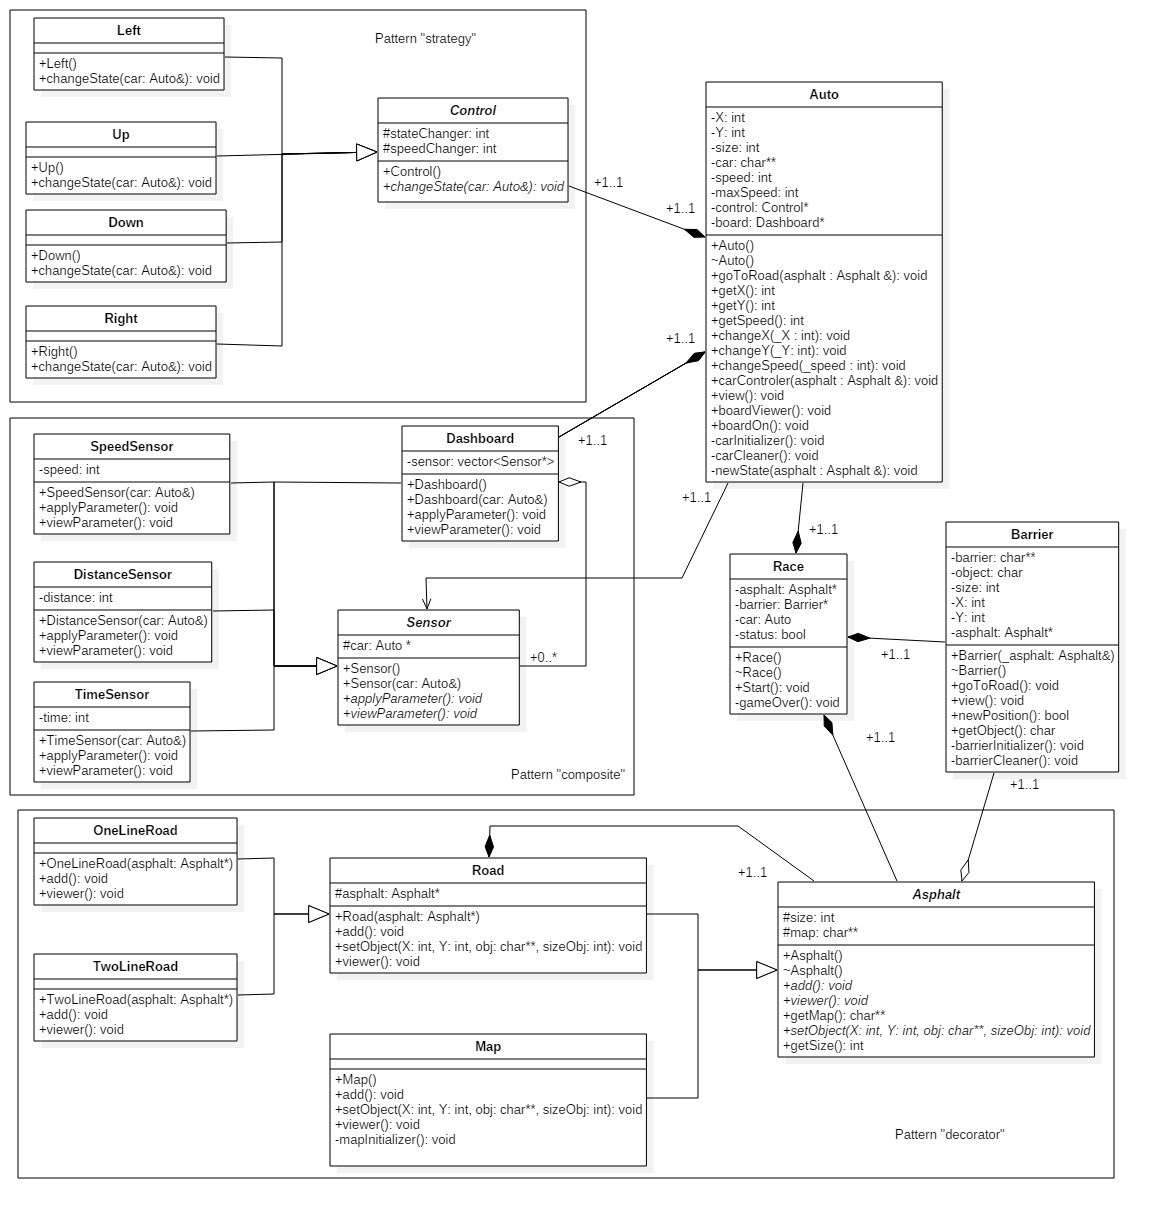 Pattern "strategy"
Left
+Left()
+changeState(car: Auto&): void
Up
+Up()
+changeState(car: Auto&): void
Down
+Down()
+changeState(car: Auto&): void
Right
+Right()
+changeState(car: Auto&): void
Control
#stateChanger: int
#speedChanger: int
+Control()
+changeState(car: Auto&): void
+1..1
+1..1
Auto
-X: int
-Y: int
-size: int
-car: char**
-speed: int
-maxSpeed: int
-control: Control*
-board: Dashboard*
+Auto()
~Auto()
+goToRoad(asphalt : Asphalt &): void
+getX(): int
+getY(): int
+getSpeed(): int
+changeX(_X : int): void
+changeY(_Y: int): void
+changeSpeed(_speed : int): void
+carControler(asphalt : Asphalt &): void
+view(): void
+boardViewer(): void
+boardOn(): void
-carInitializer(): void
-carCleaner(): void
-newState(asphalt : Asphalt &): void
+1..1
+1..1
SpeedSensor
-speed: int
+SpeedSensor(car: Auto&)
+applyParameter(): void
+viewParameter(): void
DistanceSensor
-distance: int
+DistanceSensor(car: Auto&)
+applyParameter(): void
+viewParameter(): void
TimeSensor
-time: int
+TimeSensor(car: Auto&)
+applyParameter(): void
+viewParameter(): void
Dashboard
-sensor: vector<Sensor*>
+Dashboard()
+Dashboard(car: Auto&)
+applyParameter(): void
+viewParameter(): void
Sensor
#car: Auto *
+Sensor()
+Sensor(car: Auto&)
+applyParameter(): void
+viewParameter(): void
+0..*
Pattern "composite"
+1..1
+1..1
Race
-asphalt: Asphalt*
-barrier: Barrier*
-car: Auto
-status: bool
+Race()
~Race()
+Start(): void
-gameOver(): void
+1..1
+1..1
Barrier
-barrier: char**
-object: char
-size: int
-X: int
-Y: int
-asphalt: Asphalt*
+Barrier(_asphalt: Asphalt&)
~Barrier()
+goToRoad(): void
+view(): void
+newPosition(): bool
+getObject(): char
-barrierInitializer(): void
-barrierCleaner(): void
+1..1
OneLineRoad
+OneLineRoad(asphalt: Asphalt*)
+add(): void
+viewer(): void
TwoLineRoad
+TwoLineRoad(asphalt: Asphalt*)
+add(): void
+viewer(): void
Road
#asphalt: Asphalt*
+Road(asphalt: Asphalt*)
+add(): void
+setObject(X: int, Y: int, obj: char**, sizeObj: int): void
+viewer(): void
Map
+Map()
+add(): void
+setObject(X: int, Y: int, obj: char**, sizeObj: int): void
+viewer(): void
-mapInitializer(): void
+1..1
Asphalt
#size: int
#map: char**
+Asphalt()
~Asphalt()
+add(): void
+viewer(): void
+getMap(): char**
+setObject(X: int, Y: int, obj: char**, sizeObj: int): void
+getSize(): int
Pattern "decorator"